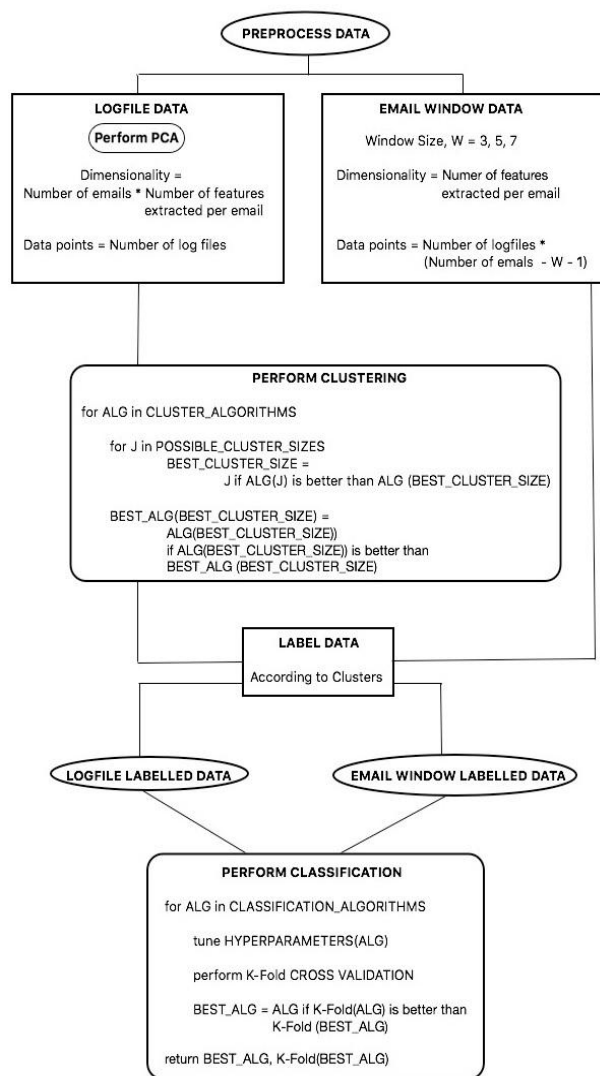 PREPROCESS DATA
LOGFILE DATA
Perform PCA
Dimensionality =
Number of emails * Number of features
extracted per email
Data points = Number of log files
EMAIL WINDOW DATA
Window Size, W = 3, 5, 7
Dimensionality = Numer of features
extracted per email
Data points = Number of logfiles *
(Number of emals - W - 1)
PERFORM CLUSTERING
for ALG in CLUSTER_ALGORITHMS
for J in POSSIBLE_CLUSTER_SIZES
BEST_CLUSTER_SIZE =
J if ALG(J) is better than ALG (BEST_CLUSTER_SIZE)
BEST_ALG(BEST_CLUSTER_SIZE) =
ALG(BEST_CLUSTER_SIZE))
if ALG(BEST_CLUSTER_SIZE)) is better than
BEST_ALG (BEST_CLUSTER_SIZE)
LABEL DATA
According to Clusters
LOGFILE LABELLED DATA
EMAIL WINDOW LABELLED DATA
PERFORM CLASSIFICATION
for ALG in CLASSIFICATION_ALGORITHMS
tune HYPERPARAMETERS(ALG)
perform K-Fold CROSS VALIDATION
BEST_ALG = ALG if K-Fold(ALG) is better than
K-Fold (BEST_ALG)
return BEST_ALG, K-Fold(BEST_ALG)